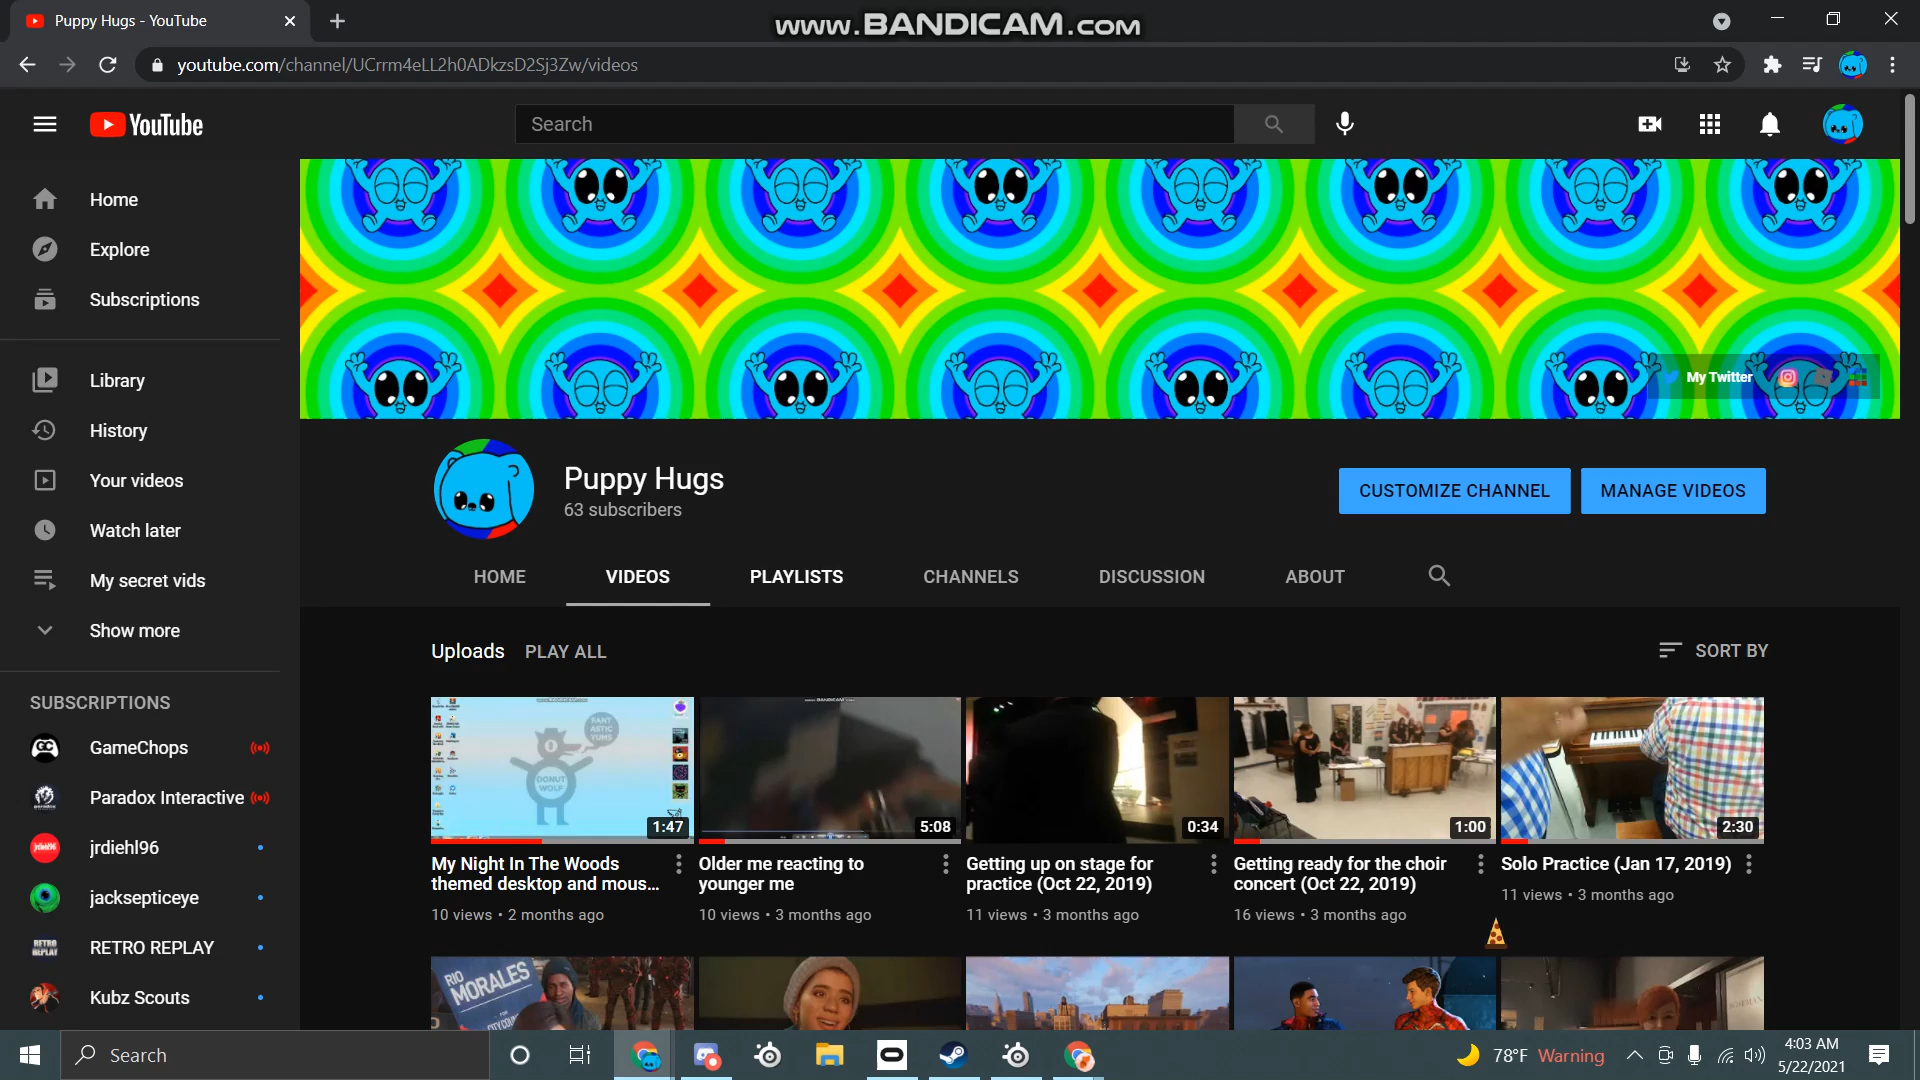 Puppy Hugs - YouTube
www.BANDICAM.com
youtube.com/channel/UCrrm4eLL2h0ADkzsD2Sj3Zw/videos
YouTube
Search
Home
Explore
Subscriptions
Library
History
Your videos
Watch later
My secret vids
Show more
SUBSCRIPTIONS
GameChops
Paradox Interactive
jrdiehl96
jacksepticeye
RETRO REPLAY
Kubz Scouts
My Twitter
Puppy Hugs
63 subscribers
CUSTOMIZE CHANNEL
MANAGE VIDEOS
HOME
VIDEOS
PLAYLISTS
CHANNELS
DISCUSSION
ABOUT
Uploads
PLAY ALL
SORT BY
FANT
ASTIC
YUMS
DONUT
WOLF
1:47
5:08
0:34
1:00
2:30
My Night In The Woods
themed desktop and mous...
10 views • 2 months ago
Older me reacting to
younger me
10 views • 3 months ago
Getting up on stage for
practice (Oct 22, 2019)
11 views • 3 months ago
Getting ready for the choir
concert (Oct 22, 2019)
16 views • 3 months ago
Solo Practice (Jan 17, 2019)
11 views • 3 months ago
RIO
MORALES
Search
78°F Warning
4:03 AM
5/22/2021